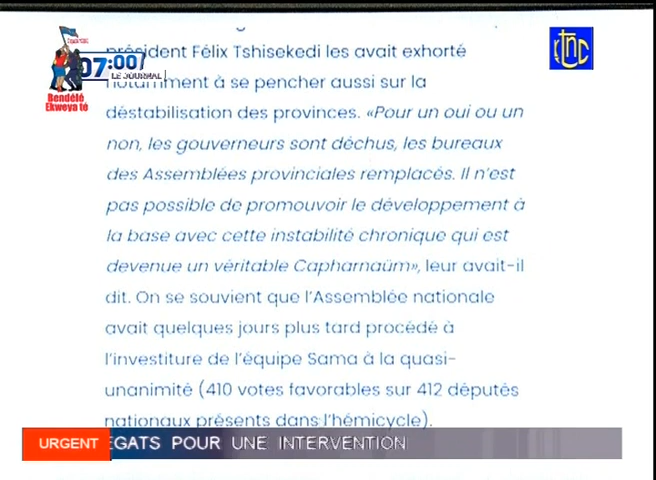 président Félix Tshisekedi les avait exhorté
notamment à se pencher aussi sur la
déstabilisation des provinces. «Pour un oui ou un
non, les gouverneurs sont déchus, les bureaux
des Assemblées provinciales remplacés. Il n'est
pas possible de promouvoir le développement à
la base avec cette instabilité chronique qui est
devenue un véritable Capharnaüm», leur avait-il
dit. On se souvient que l'Assemblée nationale
avait quelques jours plus tard procédé à
l'investiture de l'équipe Sama à la quasi-
unanimité (410 votes favorables sur 412 députés
nationaux présents dans l'hémicycle).
07:00
LE JOURNAL
Bendélé
Ekweya té
rtnc
URGENT
EGATS POUR UNE INTERVENTION